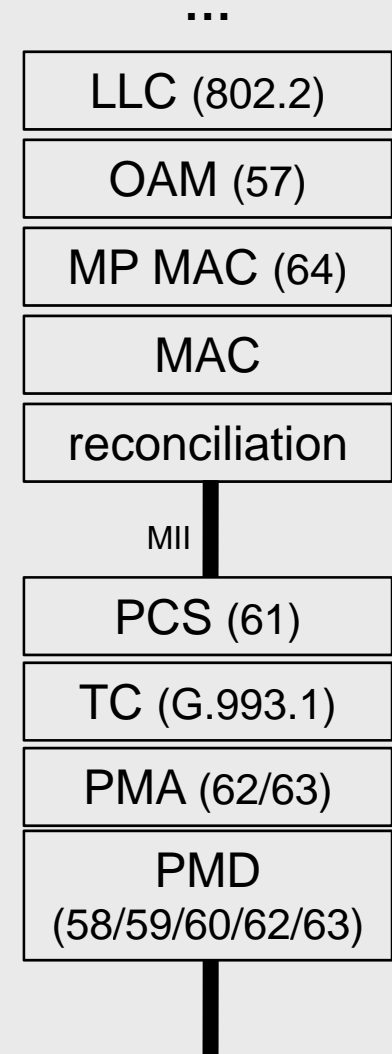 ...
LLC (802.2)
OAM (57)
MP MAC (64)
MAC
reconciliation
MII
PCS (61)
TC (G.993.1)
PMA (62/63)
PMD
(58/59/60/62/63)